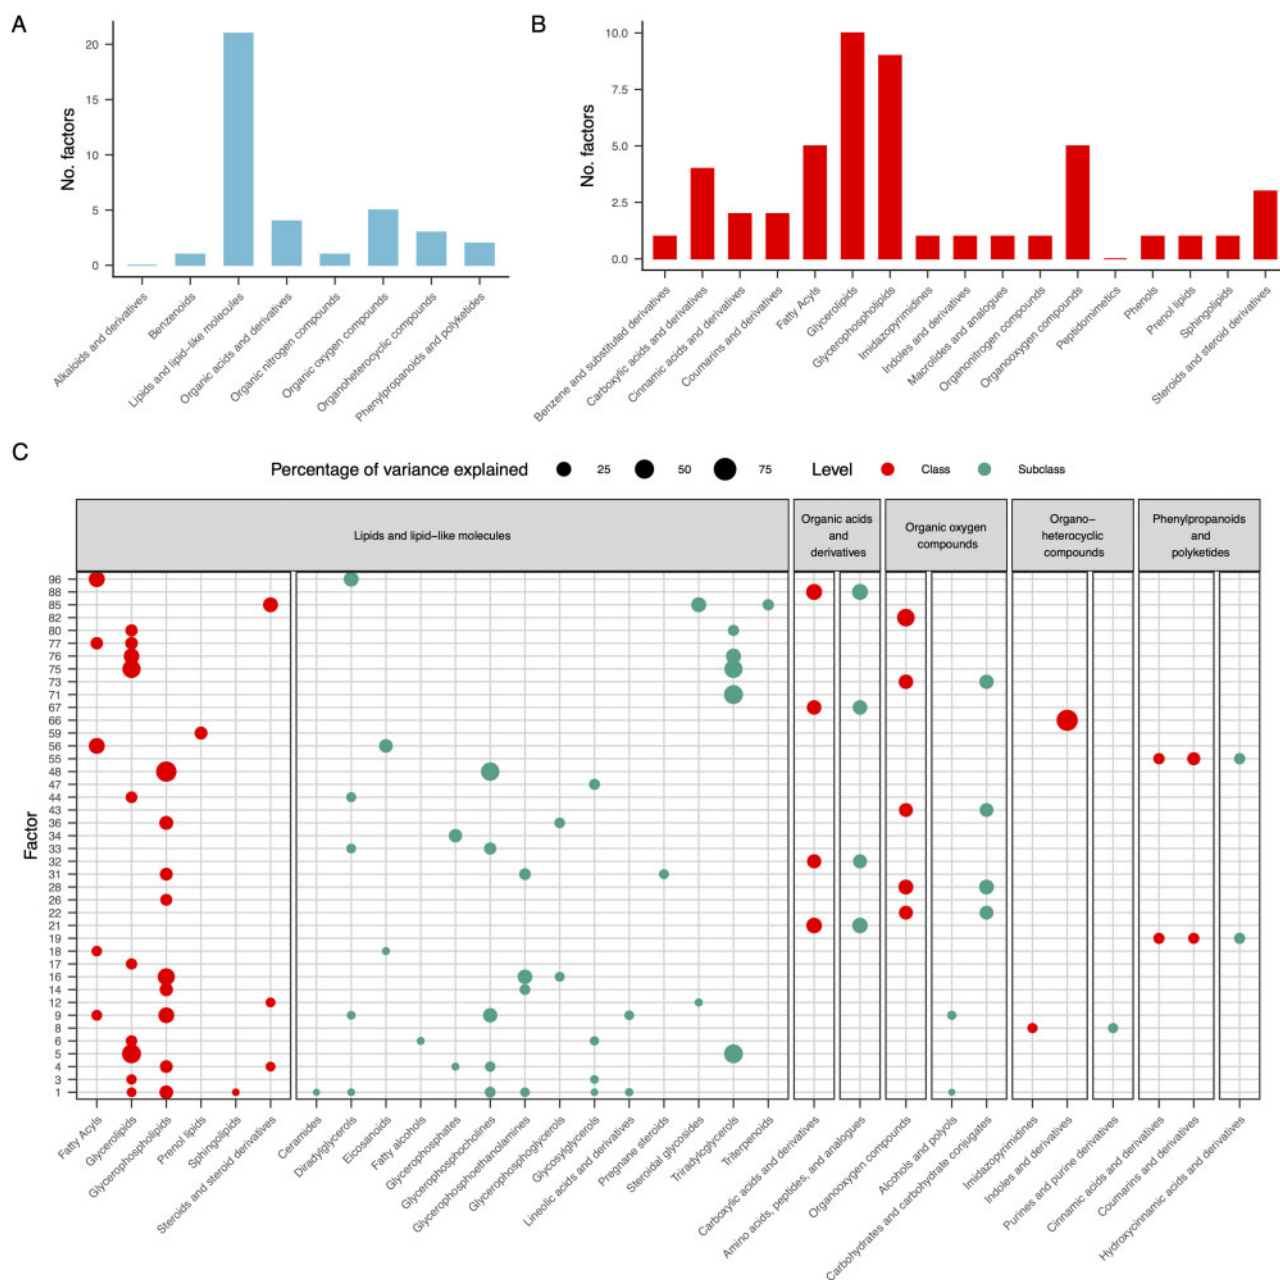 A
No. factors
20
15
10
5
0
Alkaloids and derivatives
Benzenoids
Lipids and lipid−like molecules
Organic acids and derivatives
Organic nitrogen compounds
Organic oxygen compounds
Organoheterocyclic compounds
Phenylpropanoids and polyketides
B
No. factors
10.0
7.5
5.0
2.5
0.0
Benzene and substituted derivatives
Carboxylic acids and derivatives
Cinnamic acids and derivatives
Coumarins and derivatives
Fatty Acyls
Glycerolipids
Glycerophospholipids
Imidazopyrimidines
Indoles and derivatives
Macrolides and analogues
Organonitrogen compounds
Organooxygen compounds
Peptidomimetics
Phenols
Prenol lipids
Sphingolipids
Steroids and steroid derivatives
C
Percentage of variance explained 25 50 75 Level Class Subclass
Lipids and lipid−like molecules
Organic acids
and
derivatives
Organic oxygen
compounds
Organo−
heterocyclic
compounds
Phenylpropanoids
and
polyketides
Factor
96
88
85
82
80
77
76
75
73
71
67
66
59
56
55
48
47
44
43
36
34
33
32
31
28
26
22
21
19
18
17
16
14
12
9
8
6
5
4
3
1
Fatty Acyls
Glycerolipids
Glycerophospholipids
Prenol lipids
Sphingolipids
Steroids and steroid derivatives
Ceramides
Diradylglycerols
Eicosanoids
Fatty alcohols
Glycerophosphates
Glycerophosphocholines
Glycerophosphoethanolamines
Glycerophosphoglycerols
Glycosylglycerols
Lineolic acids and derivatives
Pregnane steroids
Steroidal glycosides
Triradylcglycerols
Triterpenoids
Carboxylic acids and derivatives
Amino acids, peptides, and analogues
Organooxygen compounds
Alcohols and polyols
Carbohydrates and carbohydrate conjugates
Imidazopyrimidines
Indoles and derivatives
Purines and purine derivatives
Cinnamic acids and derivatives
Coumarins and derivatives
Hydroxycinnamic acids and derivatives